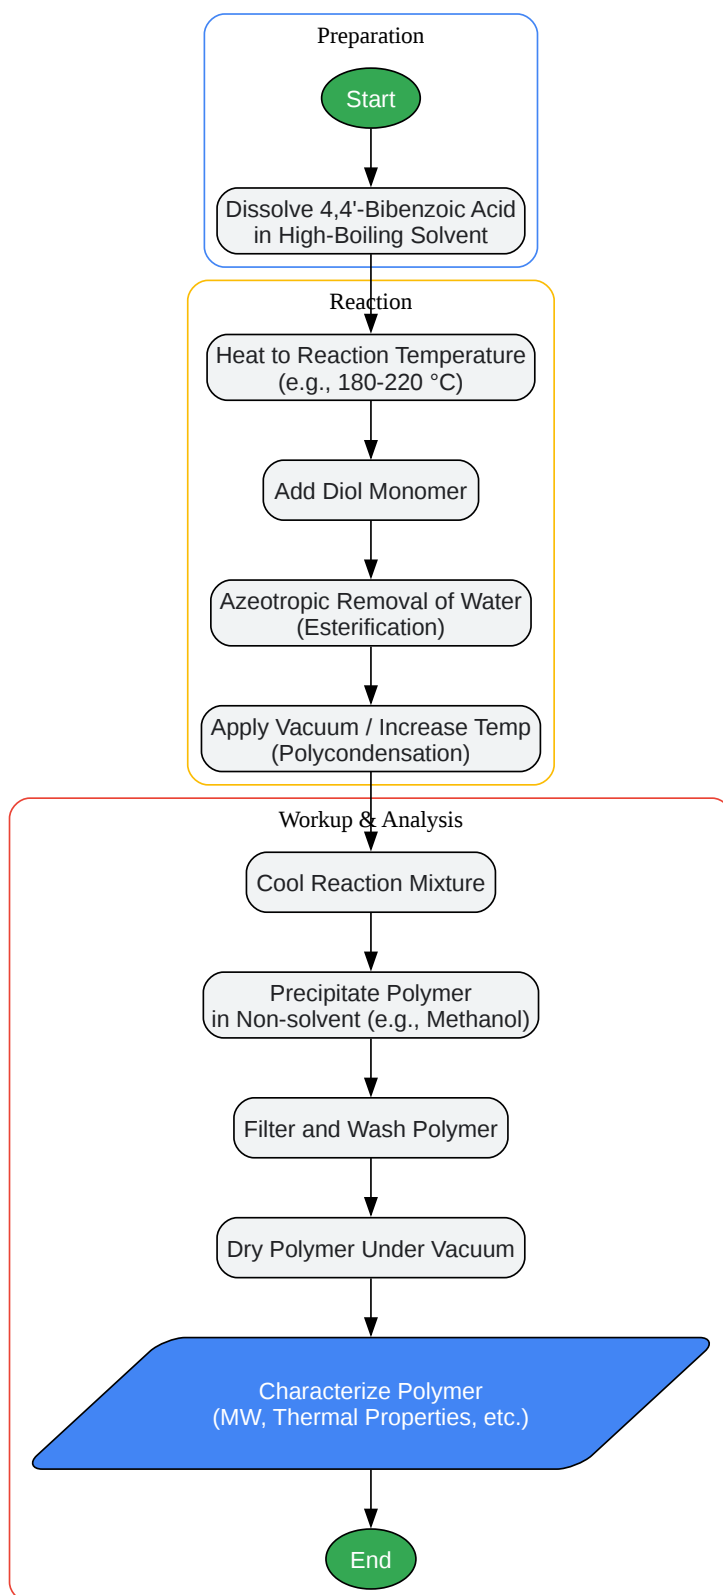 Preparation
Start
Dissolve 4,4'-Bibenzoic Acid
in High-Boiling Solvent
Reaction
Heat to Reaction Temperature
(e.g., 180-220 °C)
Add Diol Monomer
Azeotropic Removal of Water
(Esterification)
Apply Vacuum / Increase Temp
(Polycondensation)
Workup & Analysis
Cool Reaction Mixture
Precipitate Polymer
in Non-solvent (e.g., Methanol)
Filter and Wash Polymer
Dry Polymer Under Vacuum
Characterize Polymer
(MW, Thermal Properties, etc.)
End